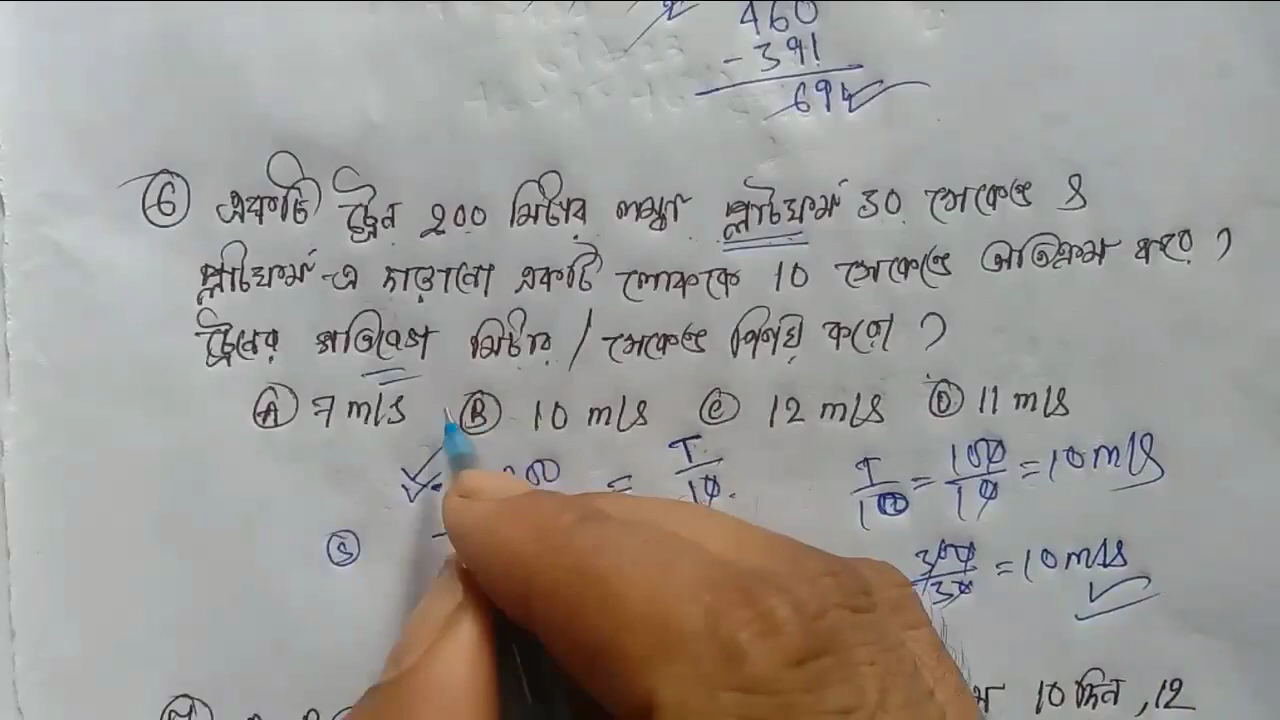 460
- 391
69
⑥ একটি ট্রেন 200 মিটার লম্বা প্লাটফর্ম 30 সেকেন্ডে ও
প্লাটফর্ম-এ দাড়ানো একটি লোককে 10 সেকেন্ডে অতিক্রম করে ?
ট্রেনের গতিবেগ মিটার / সেকেন্ডে নির্ণয় করো ?
Ⓐ 7 m/s Ⓑ 10 m/s Ⓒ 12 m/s Ⓓ 11 m/s
= T/10 T/100 = 100/10 = 10 m/s
300/30 = 10 m/s
10 দিন, 12